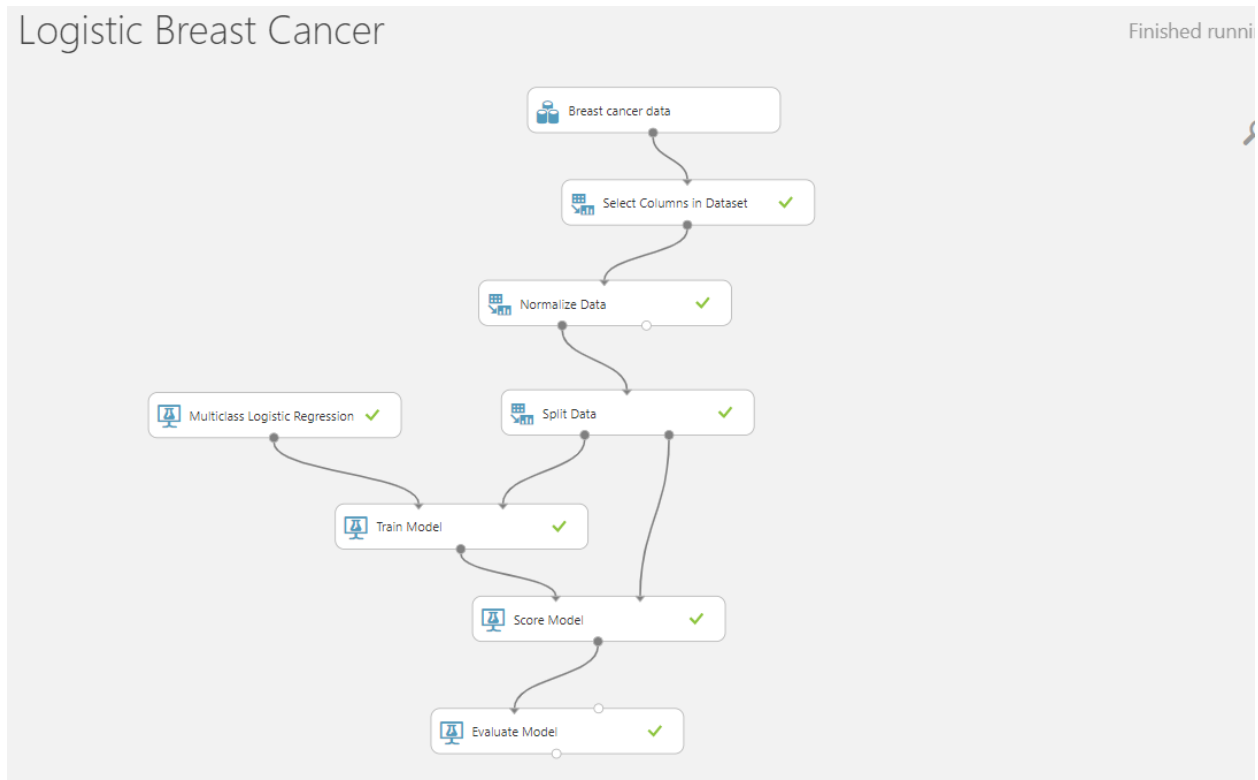 Logistic Breast Cancer
Finished
Breast cancer data
Select Columns in Dataset
Normalize Data
Multiclass Logistic Regression
Split Data
Train Model
Score Model
Evaluate Model